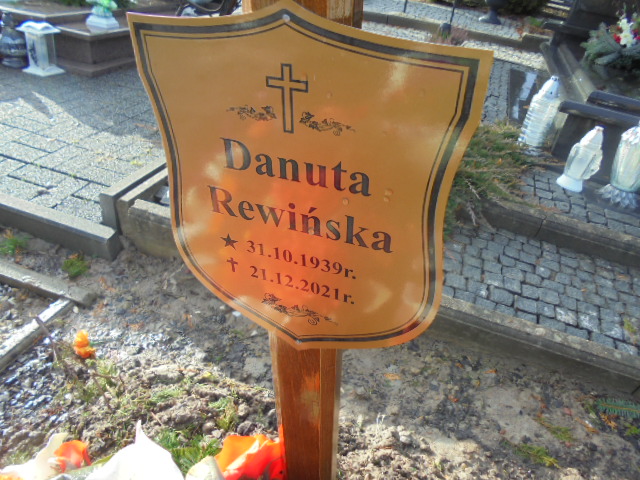 Danuta
Rewińska
★ 31.10.1939r.
✝ 21.12.2021r.